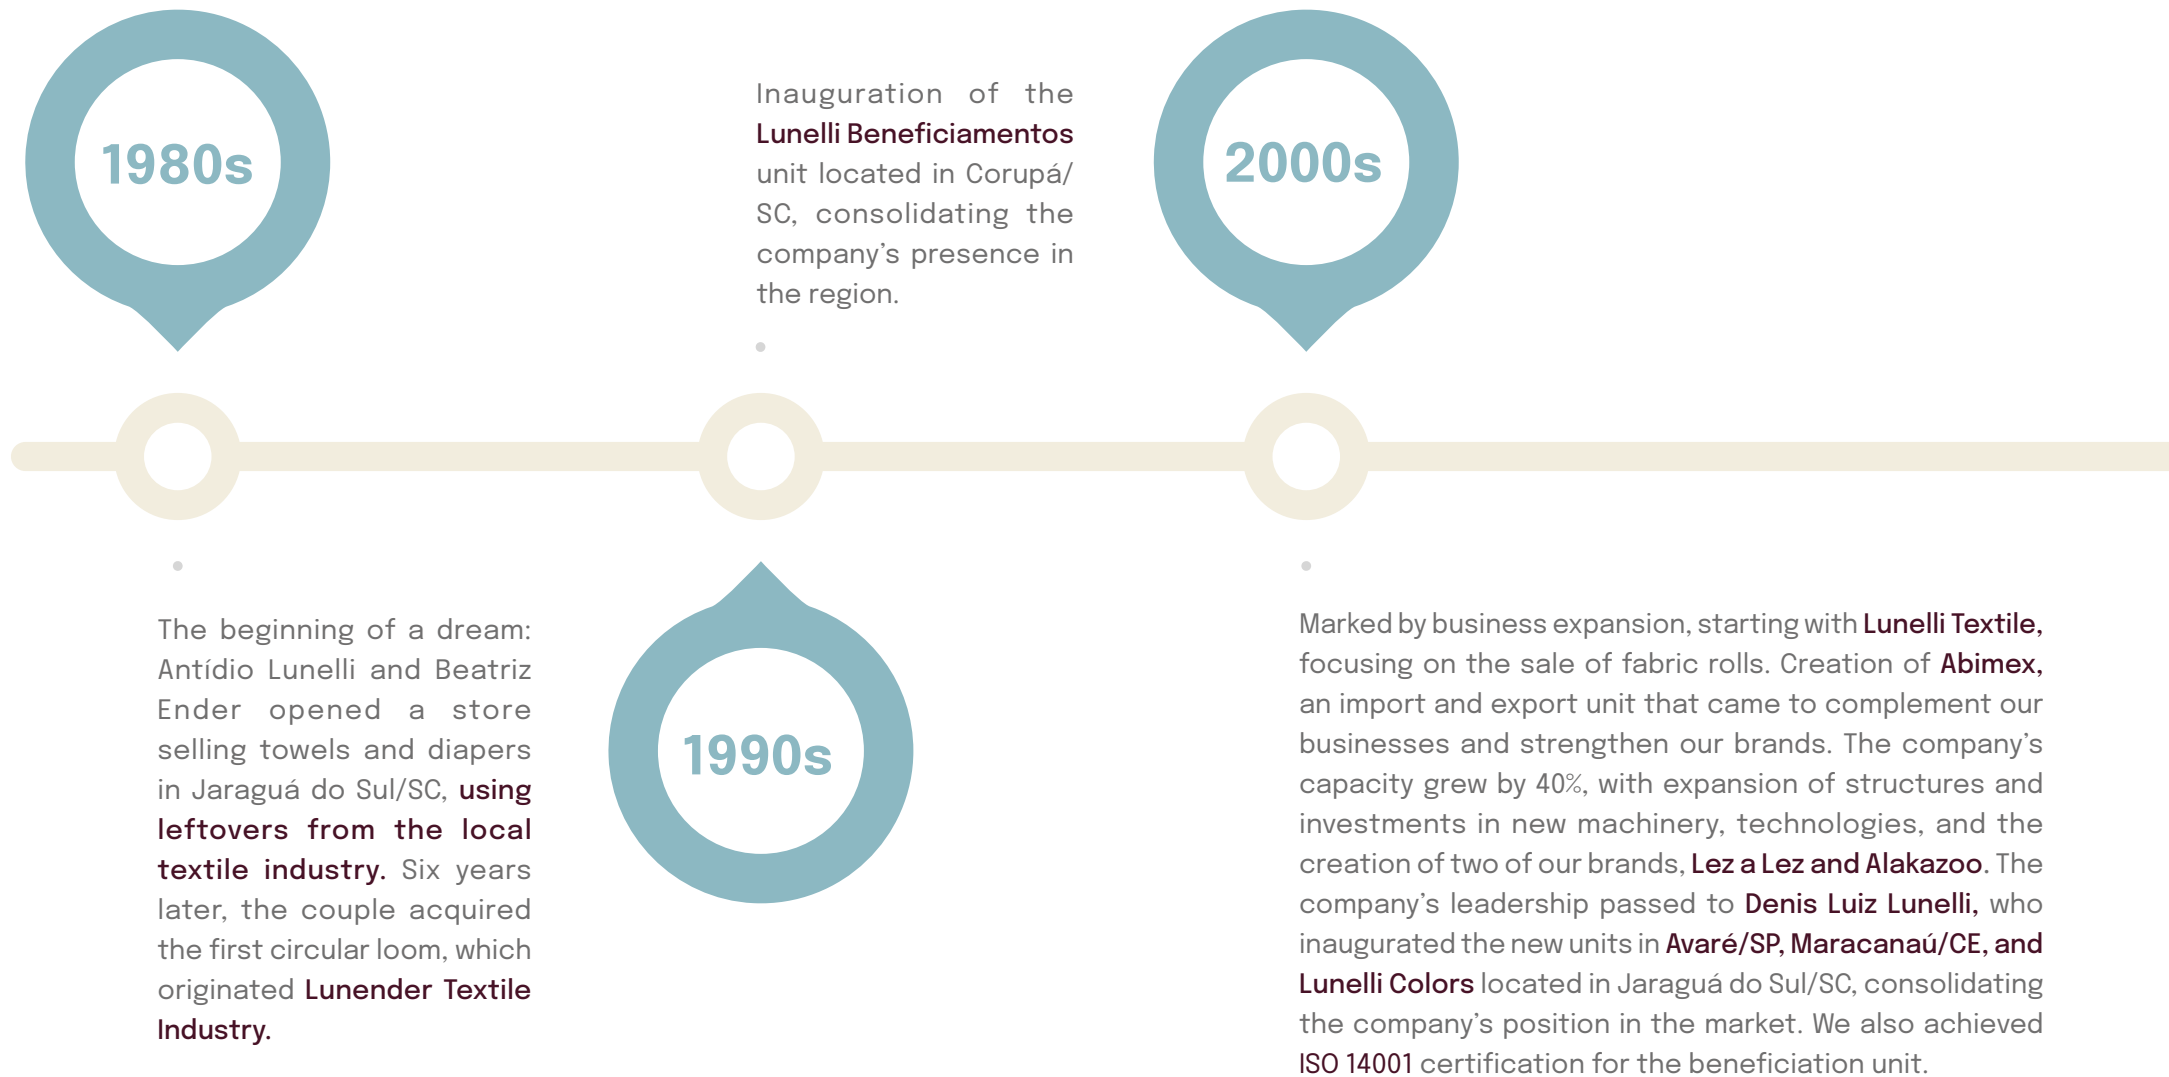 1980s
The beginning of a dream:
Antídio Lunelli and Beatriz
Ender opened a store
selling towels and diapers
in Jaraguá do Sul/SC, using
leftovers from the local
textile industry. Six years
later, the couple acquired
the first circular loom, which
originated Lunender Textile
Industry.
Inauguration of the
Lunelli Beneficiamentos
unit located in Corupá/
SC, consolidating the
company’s presence in
the region.
1990s
2000s
Marked by business expansion, starting with Lunelli Textile,
focusing on the sale of fabric rolls. Creation of Abimex,
an import and export unit that came to complement our
businesses and strengthen our brands. The company’s
capacity grew by 40%, with expansion of structures and
investments in new machinery, technologies, and the
creation of two of our brands, Lez a Lez and Alakazoo. The
company’s leadership passed to Denis Luiz Lunelli, who
inaugurated the new units in Avaré/SP, Maracanaú/CE, and
Lunelli Colors located in Jaraguá do Sul/SC, consolidating
the company’s position in the market. We also achieved
ISO 14001 certification for the beneficiation unit.